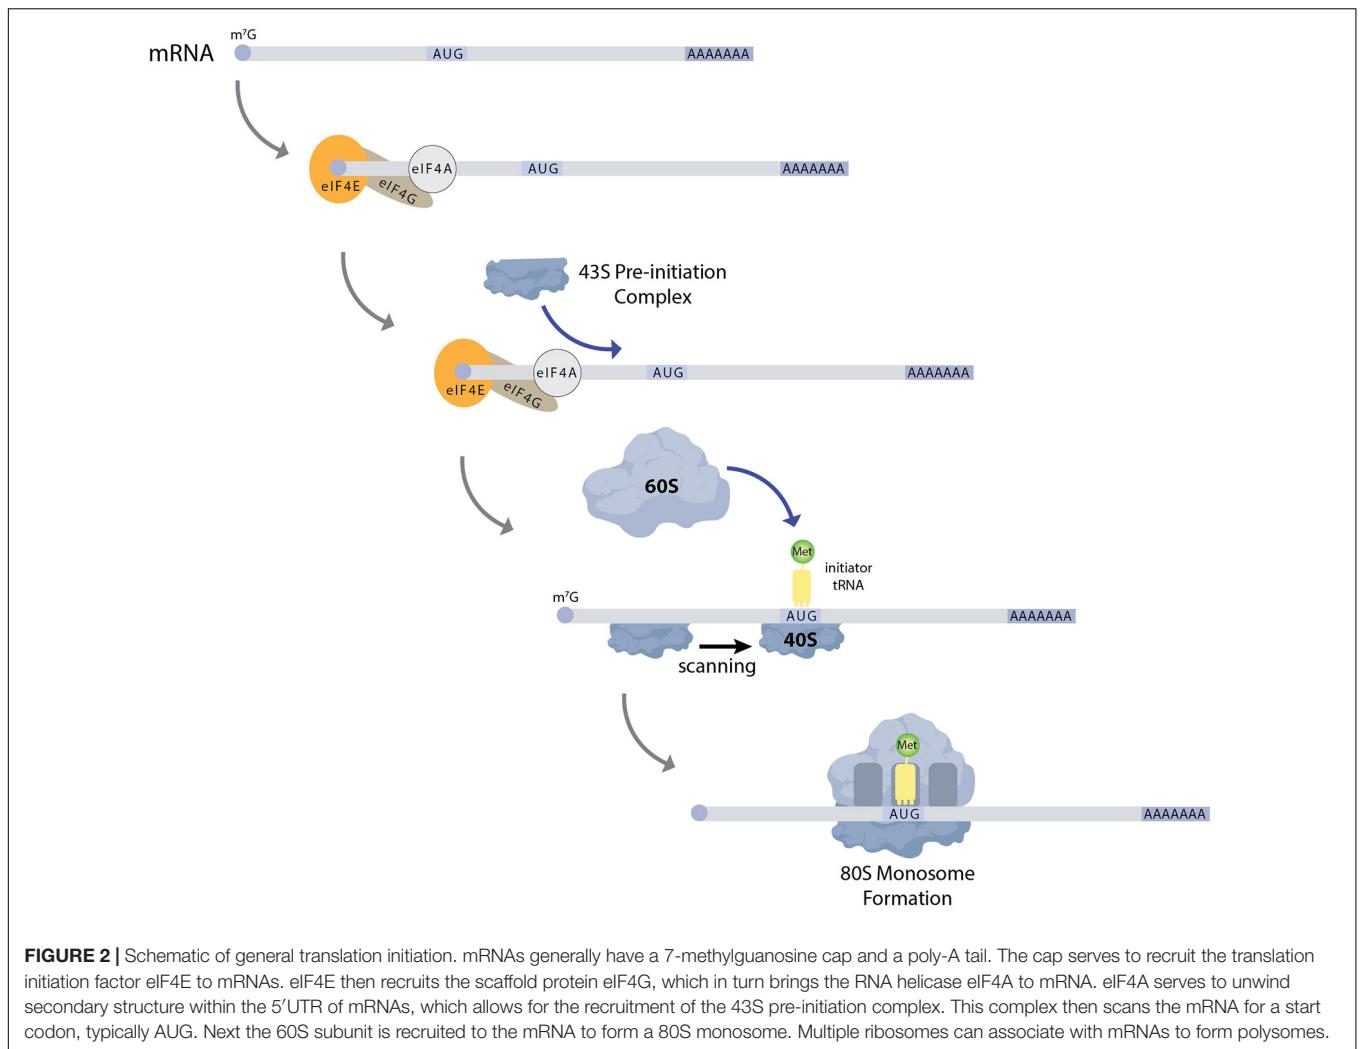 m⁷G
mRNA
AUG
AAAAAAA
eIF4E
eIF4G
eIF4A
AUG
AAAAAAA
43S Pre-initiation
Complex
eIF4E
eIF4G
eIF4A
AUG
AAAAAAA
60S
Met
initiator
tRNA
m⁷G
AUG
AAAAAAA
40S
scanning
Met
AUG
AAAAAAA
80S Monosome
Formation
FIGURE 2 | Schematic of general translation initiation. mRNAs generally have a 7-methylguanosine cap and a poly-A tail. The cap serves to recruit the translation
initiation factor eIF4E to mRNAs. eIF4E then recruits the scaffold protein eIF4G, which in turn brings the RNA helicase eIF4A to mRNA. eIF4A serves to unwind
secondary structure within the 5′UTR of mRNAs, which allows for the recruitment of the 43S pre-initiation complex. This complex then scans the mRNA for a start
codon, typically AUG. Next the 60S subunit is recruited to the mRNA to form a 80S monosome. Multiple ribosomes can associate with mRNAs to form polysomes.